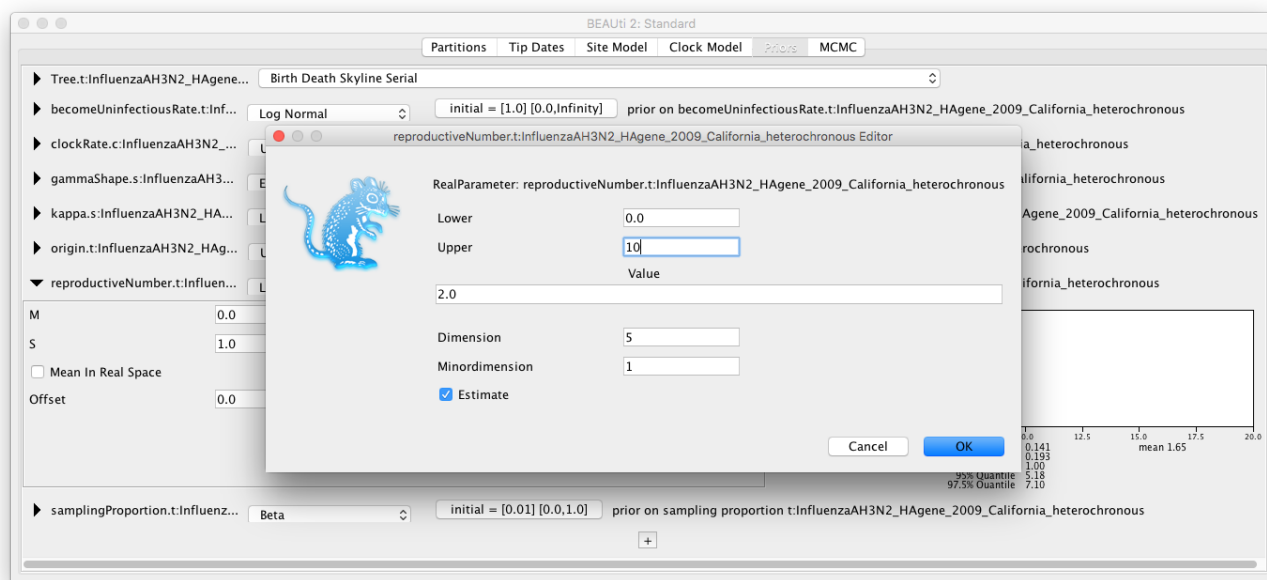 BEAUti 2: Standard
Partitions Tip Dates Site Model Clock Model Priors MCMC
Tree.t:InfluenzaAH3N2_HAgene... Birth Death Skyline Serial
becomeUninfectiousRate.t:Inf... Log Normal initial = [1.0] [0.0,Infinity] prior on becomeUninfectiousRate.t:InfluenzaAH3N2_HAgene_2009_California_heterochronous
reproductiveNumber.t:InfluenzaAH3N2_HAgene_2009_California_heterochronous Editor
clockRate.c:InfluenzaAH3N2_... ia_heterochronous
RealParameter: reproductiveNumber.t:InfluenzaAH3N2_HAgene_2009_California_heterochronous
gammaShape.s:InfluenzaAH3... E alifornia_heterochronous
kappa.s:InfluenzaAH3N2_HA... L Agene_2009_California_heterochronous
Lower 0.0
origin.t:InfluenzaAH3N2_HAg... rochronous
Upper 10
Value
reproductiveNumber.t:Influen... L ifornia_heterochronous
2.0
M 0.0
S 1.0
Dimension 5
Mean In Real Space
Minordimension 1
Offset 0.0
Estimate
Cancel OK
0.0 12.5 15.0 17.5 20.0
0.141 mean 1.65
0.193
1.00
95% Quantile 5.18
97.5% Quantile 7.10
samplingProportion.t:Influenz... Beta initial = [0.01] [0.0,1.0] prior on sampling proportion t:InfluenzaAH3N2_HAgene_2009_California_heterochronous
+